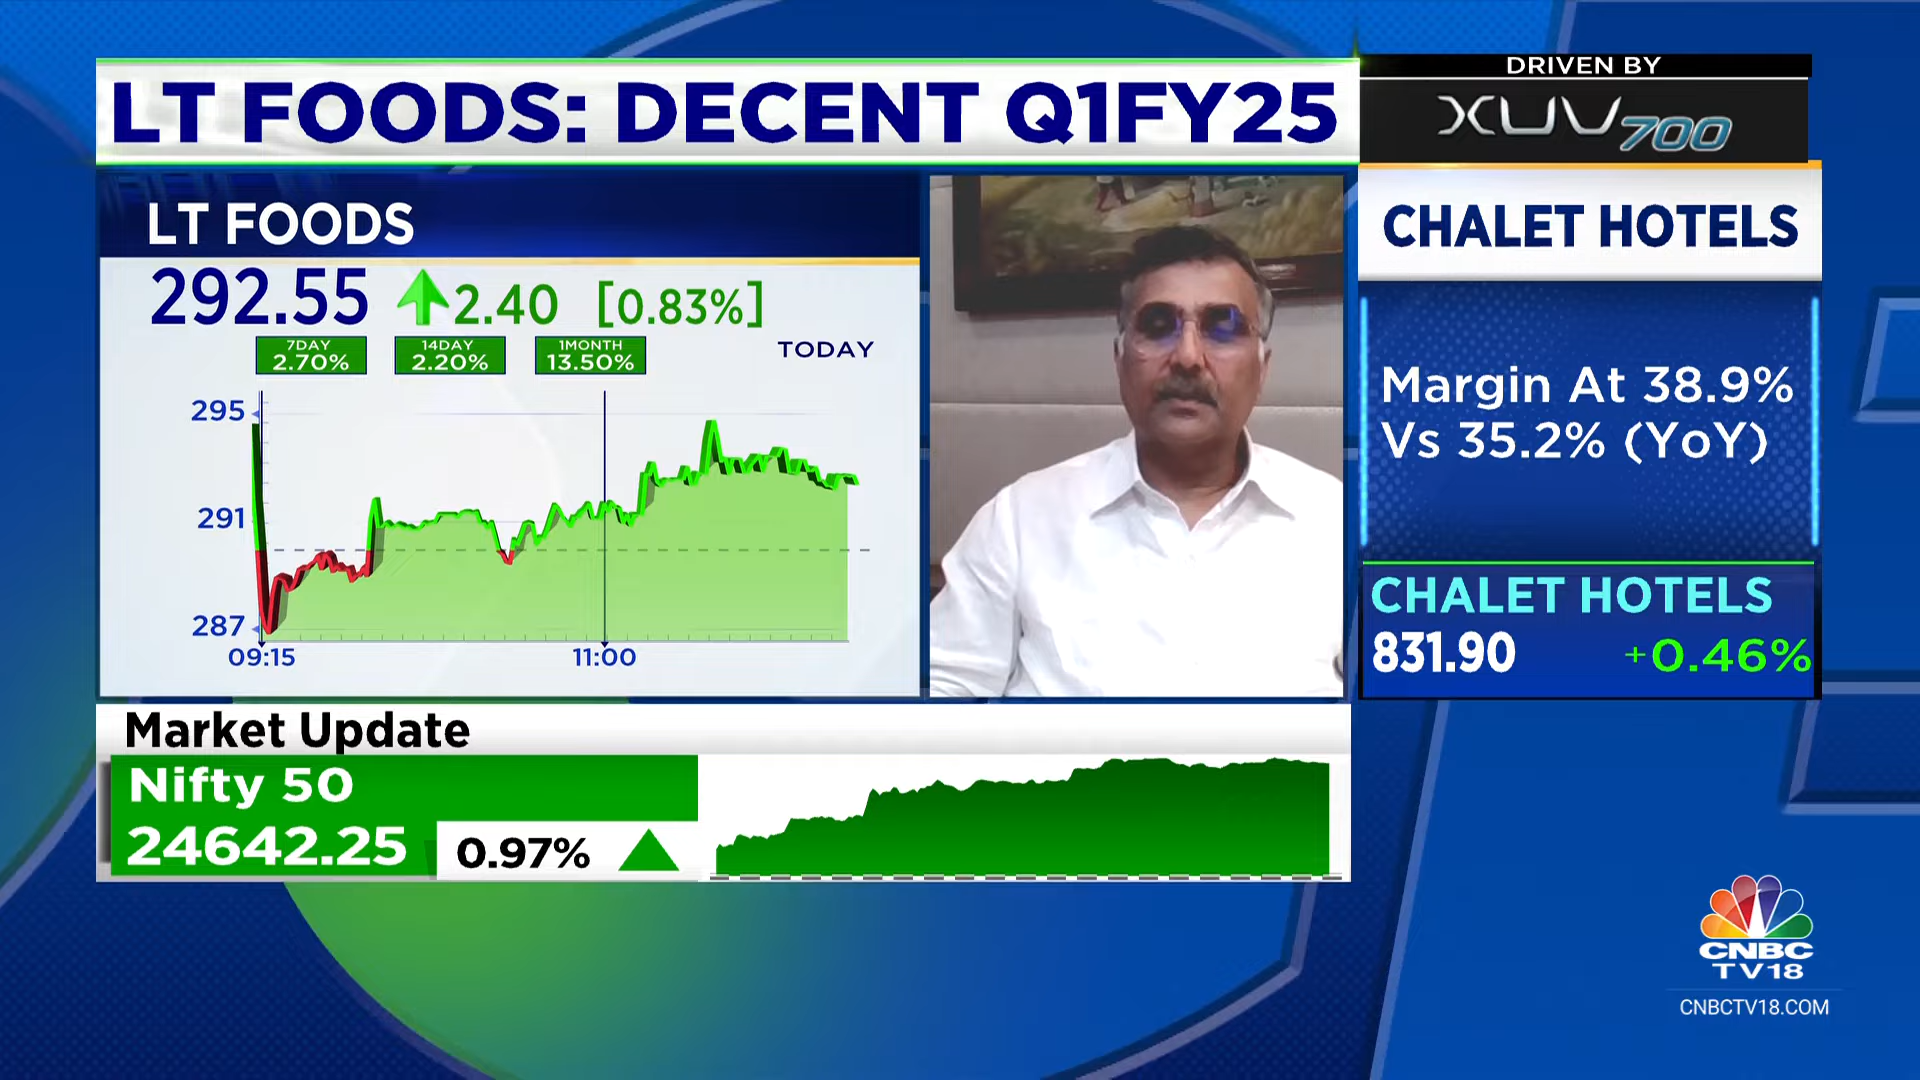 LT FOODS: DECENT Q1FY25
DRIVEN BY
XUV700
LT FOODS
292.55 2.40 [0.83%]
7DAY
2.70%
14DAY
2.20%
1MONTH
13.50%
TODAY
295
291
287
09:15
11:00
CHALET HOTELS
Margin At 38.9%
Vs 35.2% (YoY)
CHALET HOTELS
831.90 +0.46%
Market Update
Nifty 50
24642.25 0.97%
CNBC
TV18
CNBCTV18.COM